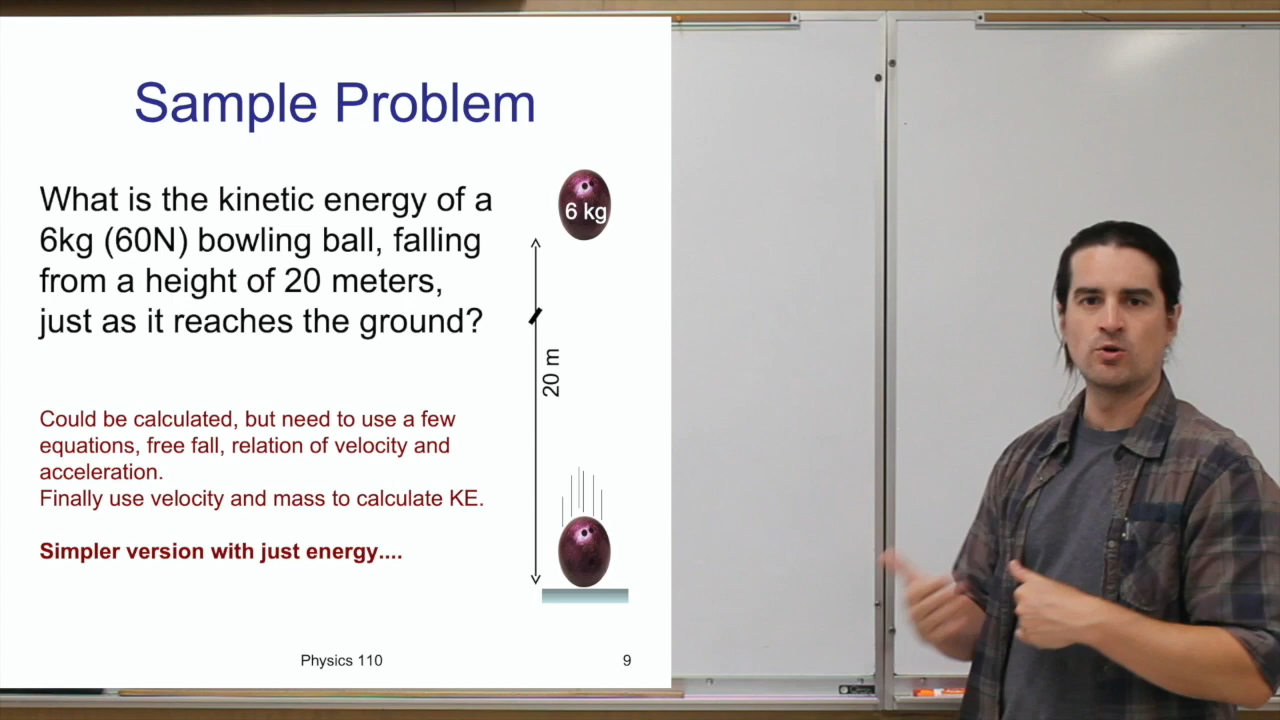 Sample Problem
What is the kinetic energy of a
6kg (60N) bowling ball, falling
from a height of 20 meters,
just as it reaches the ground?
6 kg
20 m
Could be calculated, but need to use a few
equations, free fall, relation of velocity and
acceleration.
Finally use velocity and mass to calculate KE.
Simpler version with just energy....
Physics 110
9